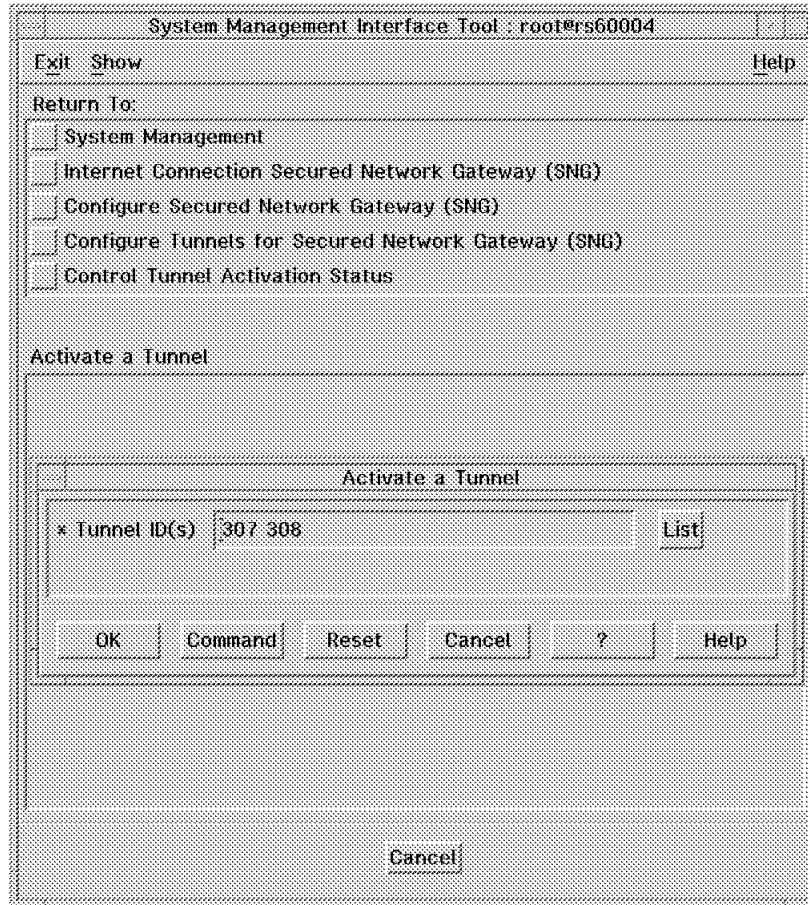 System Management Interface Tool : root@rs60004
Exit Show Help
Return To:
System Management
Internet Connection Secured Network Gateway (SNG)
Configure Secured Network Gateway (SNG)
Configure Tunnels for Secured Network Gateway (SNG)
Control Tunnel Activation Status
Activate a Tunnel
Activate a Tunnel
* Tunnel ID(s) 307 308 List
OK Command Reset Cancel ? Help
Cancel